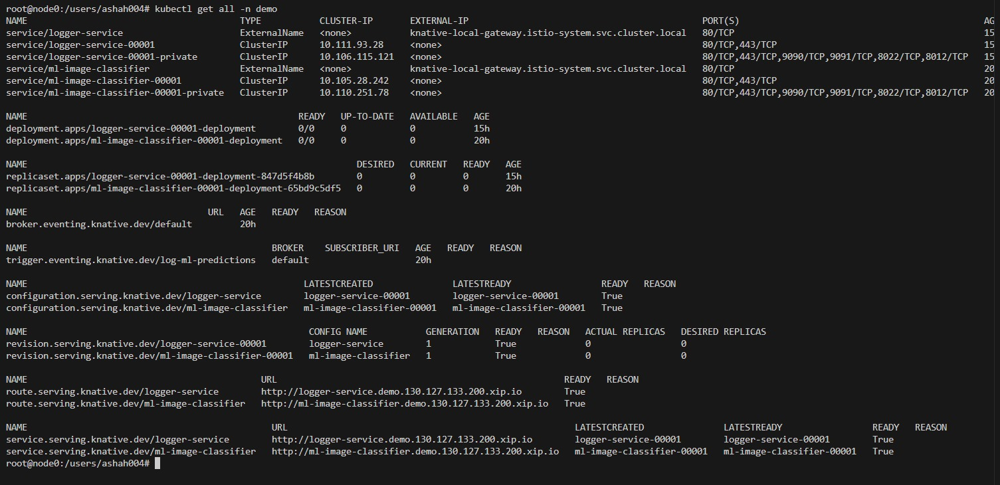 root@node0:/users/ashah004# kubectl get all -n demo
NAME TYPE CLUSTER-IP EXTERNAL-IP PORT(S) AG
service/logger-service ExternalName <none> knative-local-gateway.istio-system.svc.cluster.local 80/TCP 15
service/logger-service-00001 ClusterIP 10.111.93.28 <none> 80/TCP,443/TCP 15
service/logger-service-00001-private ClusterIP 10.106.115.121 <none> 80/TCP,443/TCP,9090/TCP,9091/TCP,8022/TCP,8012/TCP 15
service/ml-image-classifier ExternalName <none> knative-local-gateway.istio-system.svc.cluster.local 80/TCP 20
service/ml-image-classifier-00001 ClusterIP 10.105.28.242 <none> 80/TCP,443/TCP 20
service/ml-image-classifier-00001-private ClusterIP 10.110.251.78 <none> 80/TCP,443/TCP,9090/TCP,9091/TCP,8022/TCP,8012/TCP 20
NAME READY UP-TO-DATE AVAILABLE AGE
deployment.apps/logger-service-00001-deployment 0/0 0 0 15h
deployment.apps/ml-image-classifier-00001-deployment 0/0 0 0 20h
NAME DESIRED CURRENT READY AGE
replicaset.apps/logger-service-00001-deployment-847d5f4b8b 0 0 0 15h
replicaset.apps/ml-image-classifier-00001-deployment-65bd9c5df5 0 0 0 20h
NAME URL AGE READY REASON
broker.eventing.knative.dev/default 20h
NAME BROKER SUBSCRIBER_URI AGE READY REASON
trigger.eventing.knative.dev/log-ml-predictions default 20h
NAME LATESTCREATED LATESTREADY READY REASON
configuration.serving.knative.dev/logger-service logger-service-00001 logger-service-00001 True
configuration.serving.knative.dev/ml-image-classifier ml-image-classifier-00001 ml-image-classifier-00001 True
NAME CONFIG NAME GENERATION READY REASON ACTUAL REPLICAS DESIRED REPLICAS
revision.serving.knative.dev/logger-service-00001 logger-service 1 True 0 0
revision.serving.knative.dev/ml-image-classifier-00001 ml-image-classifier 1 True 0 0
NAME URL READY REASON
route.serving.knative.dev/logger-service http://logger-service.demo.130.127.133.200.xip.io True
route.serving.knative.dev/ml-image-classifier http://ml-image-classifier.demo.130.127.133.200.xip.io True
NAME URL LATESTCREATED LATESTREADY READY REASON
service.serving.knative.dev/logger-service http://logger-service.demo.130.127.133.200.xip.io logger-service-00001 logger-service-00001 True
service.serving.knative.dev/ml-image-classifier http://ml-image-classifier.demo.130.127.133.200.xip.io ml-image-classifier-00001 ml-image-classifier-00001 True
root@node0:/users/ashah004#